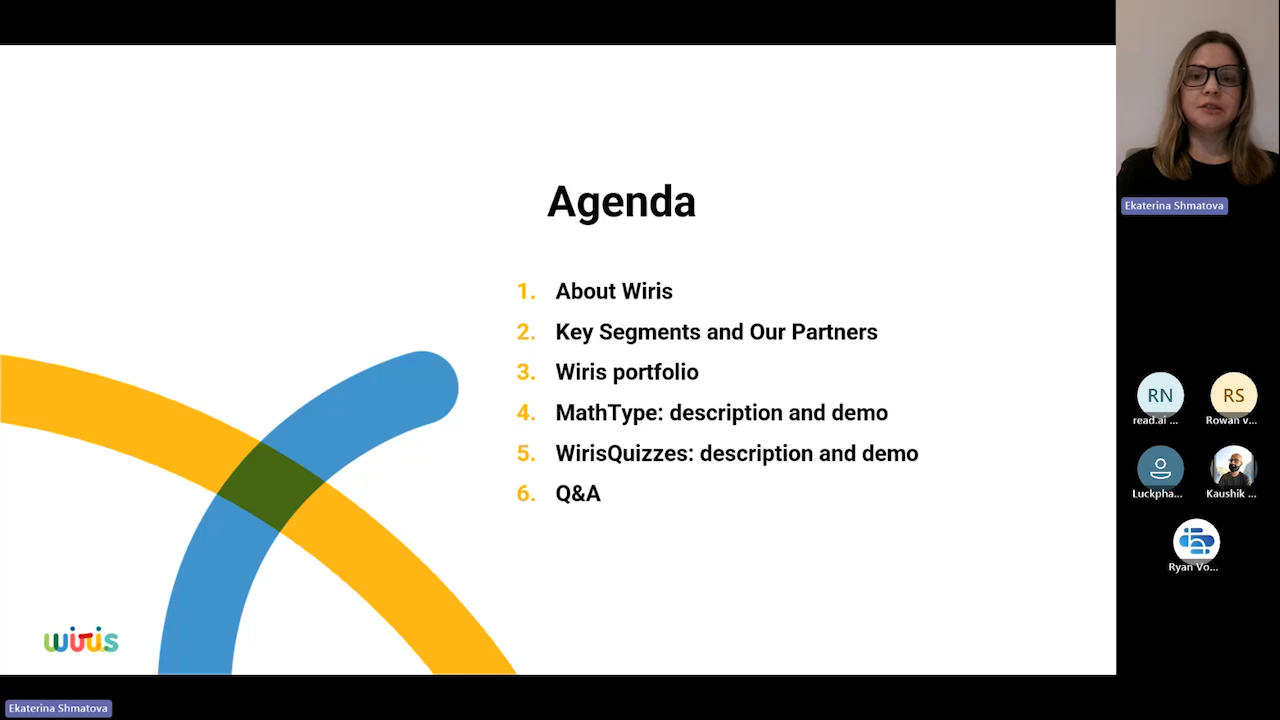 Agenda
1. About Wiris
2. Key Segments and Our Partners
3. Wiris portfolio
4. MathType: description and demo
5. WirisQuizzes: description and demo
6. Q&A
wiris
Ekaterina Shmatova
RN
read.ai ...
RS
Rowan v...
Luckpha...
Kaushik ...
Ryan Vo...
Ekaterina Shmatova